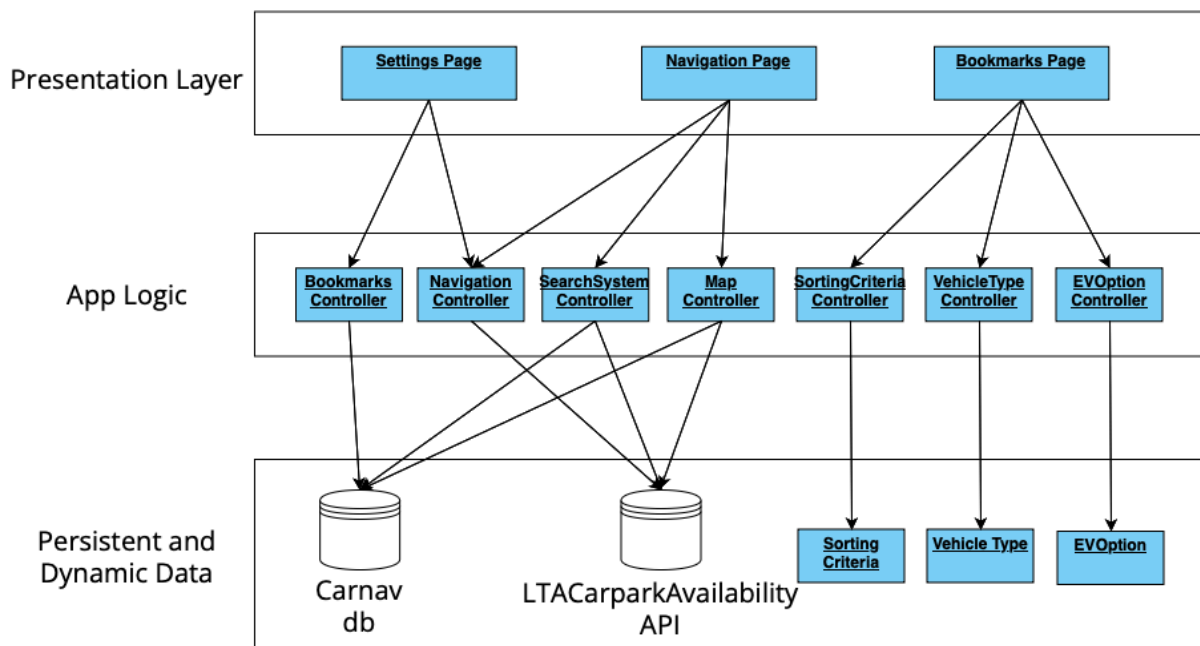 Presentation Layer
Settings Page
Navigation Page
Bookmarks Page
App Logic
Bookmarks
Controller
Navigation
Controller
SearchSystem
Controller
Map
Controller
SortingCriteria
Controller
VehicleType
Controller
EVOption
Controller
Persistent and
Dynamic Data
Carnav
db
LTACarparkAvailability
API
Sorting
Criteria
Vehicle Type
EVOption